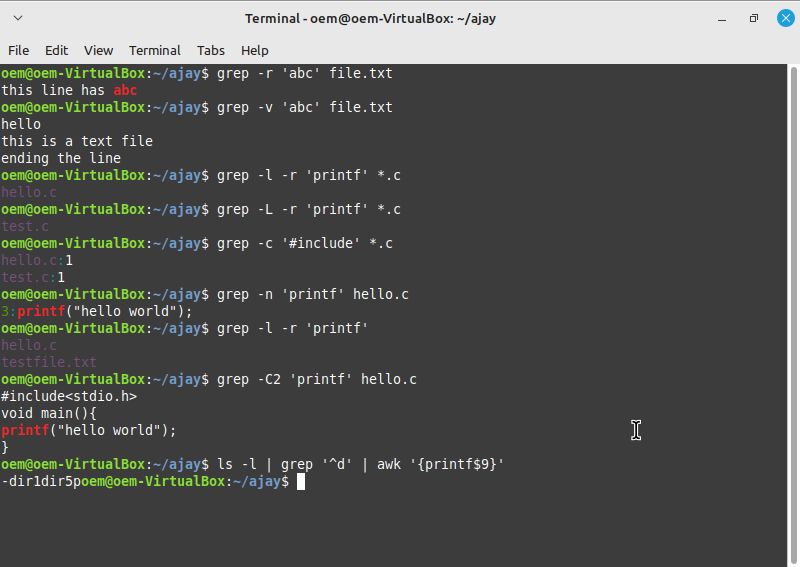 Terminal - oem@oem-VirtualBox: ~/ajay
File Edit View Terminal Tabs Help
oem@oem-VirtualBox:~/ajay$ grep -r 'abc' file.txt
this line has abc
oem@oem-VirtualBox:~/ajay$ grep -v 'abc' file.txt
hello
this is a text file
ending the line
oem@oem-VirtualBox:~/ajay$ grep -l -r 'printf' *.c
hello.c
oem@oem-VirtualBox:~/ajay$ grep -L -r 'printf' *.c
test.c
oem@oem-VirtualBox:~/ajay$ grep -c '#include' *.c
hello.c:1
test.c:1
oem@oem-VirtualBox:~/ajay$ grep -n 'printf' hello.c
3:printf("hello world");
oem@oem-VirtualBox:~/ajay$ grep -l -r 'printf'
hello.c
testfile.txt
oem@oem-VirtualBox:~/ajay$ grep -C2 'printf' hello.c
#include<stdio.h>
void main(){
printf("hello world");
}
oem@oem-VirtualBox:~/ajay$ ls -l | grep '^d' | awk '{printf$9}'
-dir1dir5poem@oem-VirtualBox:~/ajay$